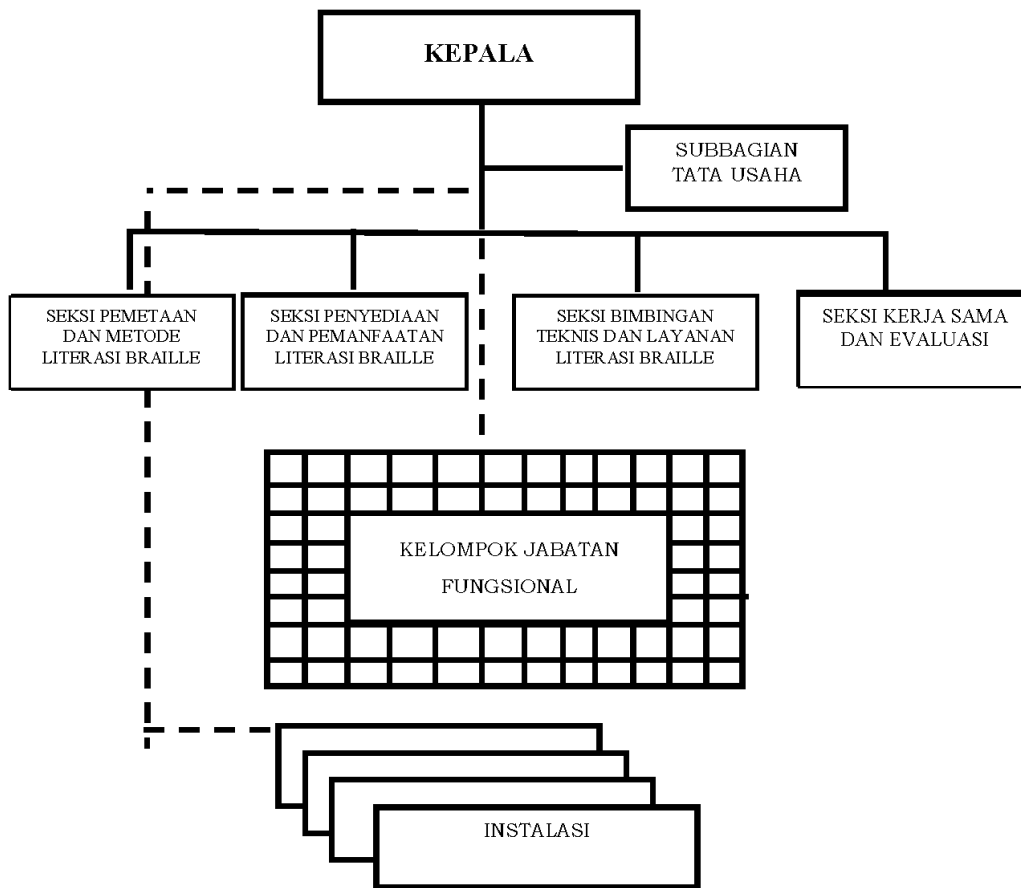 KEPALA
SUBBAGIAN
TATA USAHA
SEKSI PEMETAAN
DAN METODE
LITERASI BRAILLE
SEKSI PENYEDIAAN
DAN PEMANFAATAN
LITERASI BRAILLE
SEKSI BIMBINGAN
TEKNIS DAN LAYANAN
LITERASI BRAILLE
SEKSI KERJA SAMA
DAN EVALUASI
KELOMPOK JABATAN
FUNGSIONAL
INSTALASI